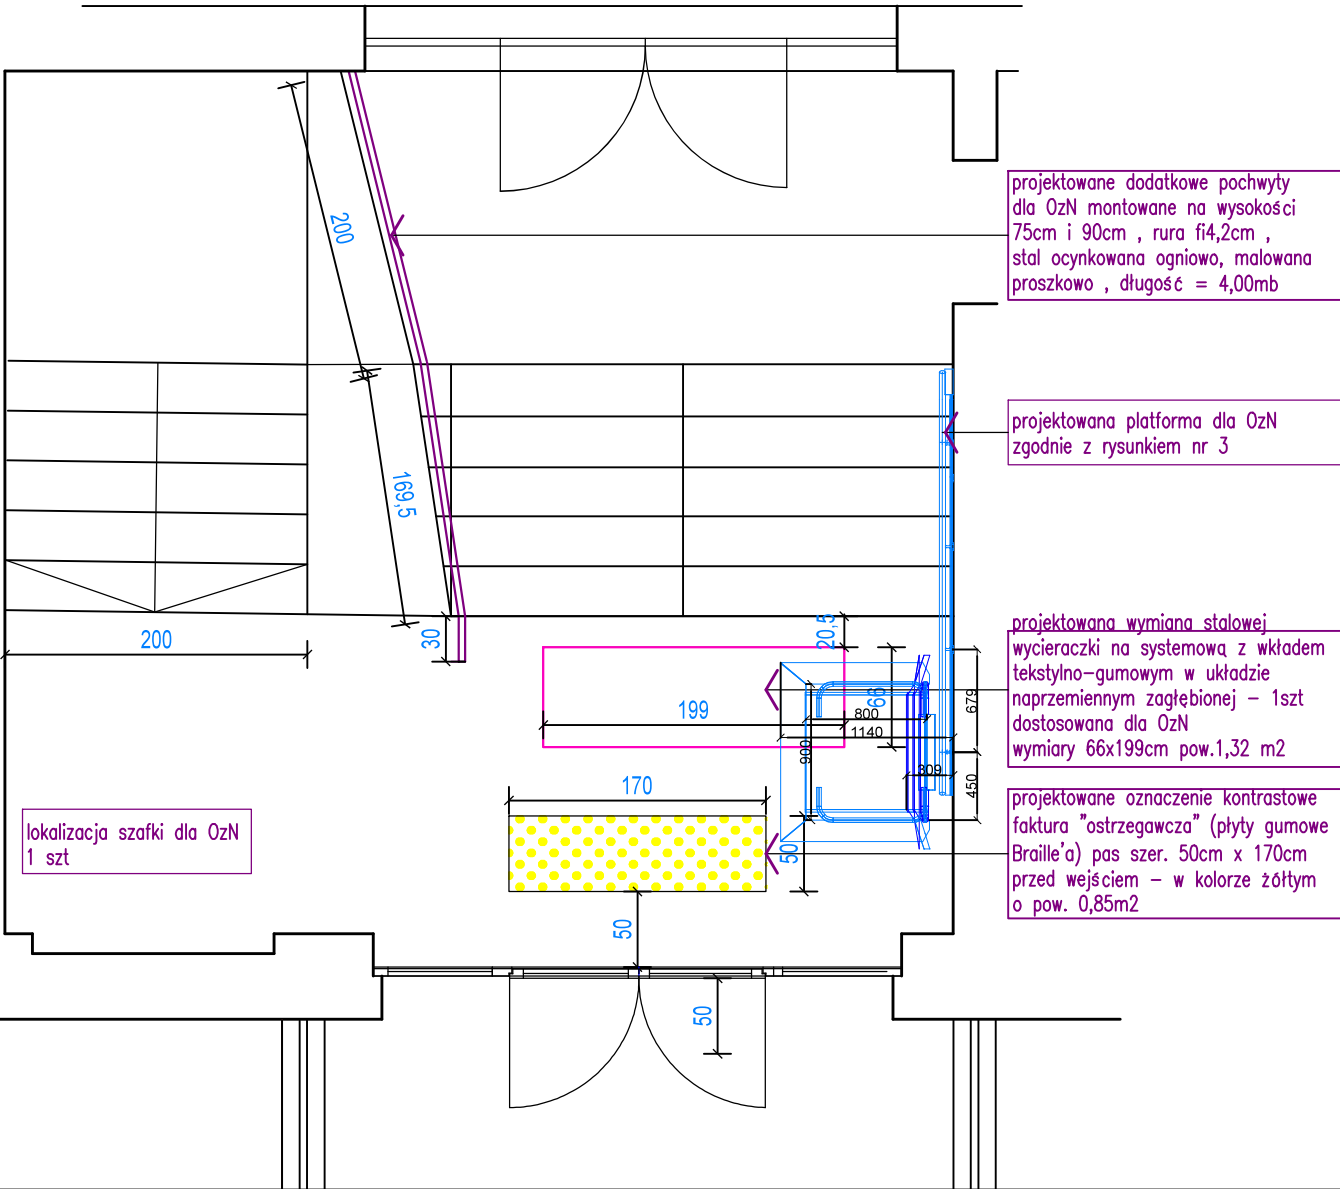 projektowane dodatkowe pochwyty
dla OzN montowane na wysokości
75cm i 90cm , rura fi4,2cm ,
stal ocynkowana ogniowo, malowana
proszkowo , długość = 4,00mb
200
projektowana platforma dla OzN
zgodnie z rysunkiem nr 3
169,5
200
30
20,5
projektowana wymiana stalowej
wycieraczki na systemową z wkładem
tekstylno-gumowym w układzie
naprzemiennym zagłębionej – 1szt
dostosowana dla OzN
wymiary 66x199cm pow.1,32 m2
199
66
800
1140
900
679
309
450
170
projektowane oznaczenie kontrastowe
faktura "ostrzegawcza" (płyty gumowe
Braille'a) pas szer. 50cm x 170cm
przed wejściem – w kolorze żółtym
o pow. 0,85m2
lokalizacja szafki dla OzN
1 szt
50
50
50